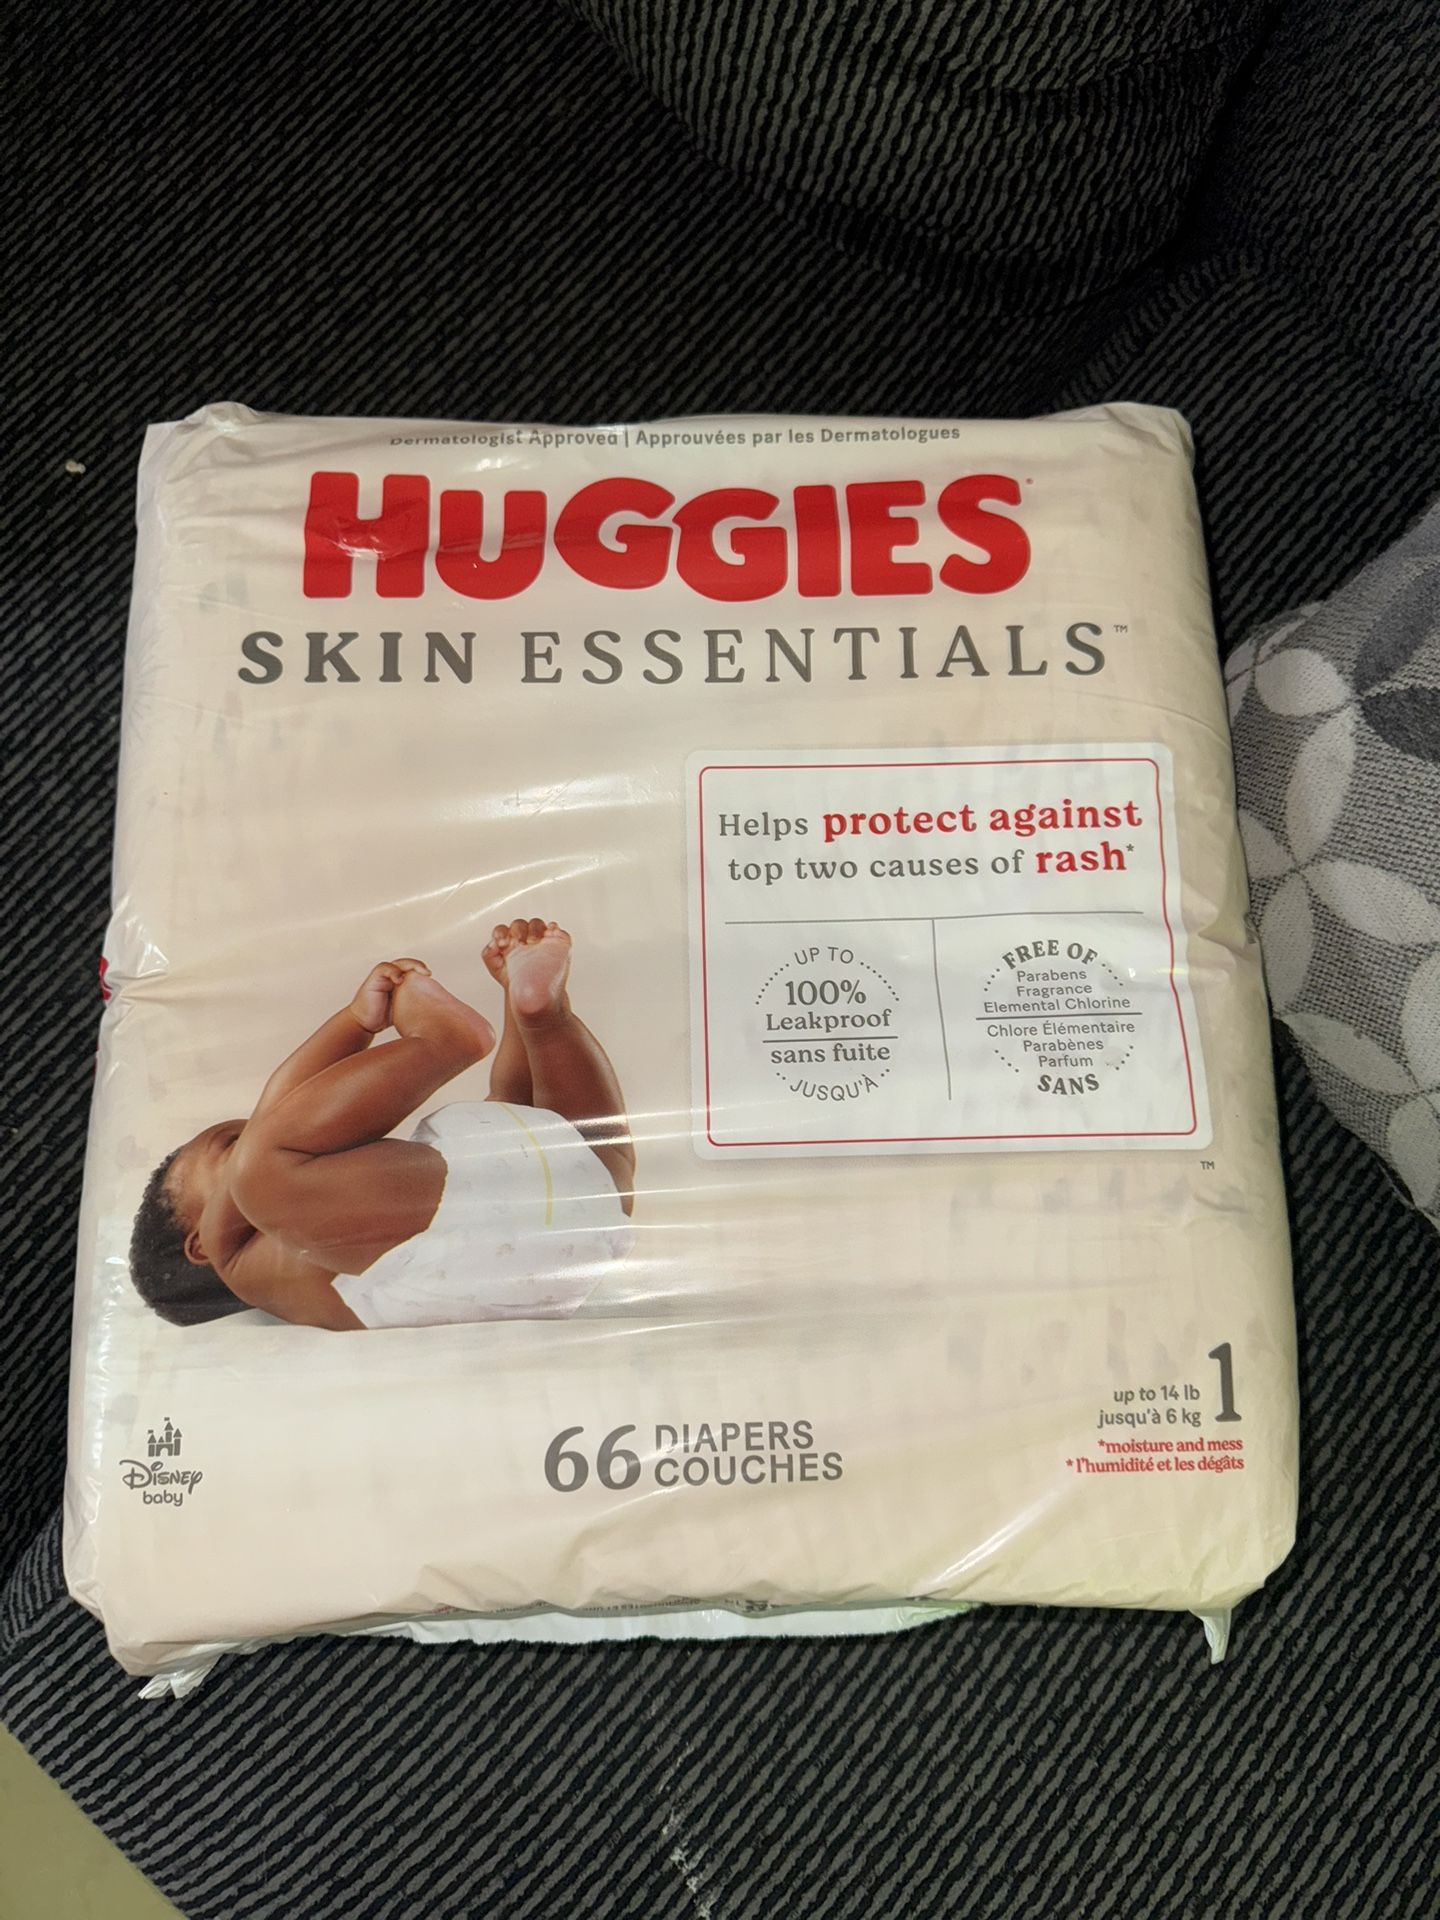 Dermatologist Approved | Approuvées par les Dermatologues
HUGGIES®
SKIN ESSENTIALS™
Helps protect against
top two causes of rash*
UP TO
100%
Leakproof
sans fuite
JUSQU'À
FREE OF
Parabens
Fragrance
Elemental Chlorine
Chlore Élémentaire
Parabènes
Parfum
SANS
TM
1
up to 14 lb
jusqu'à 6 kg
*moisture and mess
*l'humidité et les dégâts
66 DIAPERS
COUCHES
Disney
baby